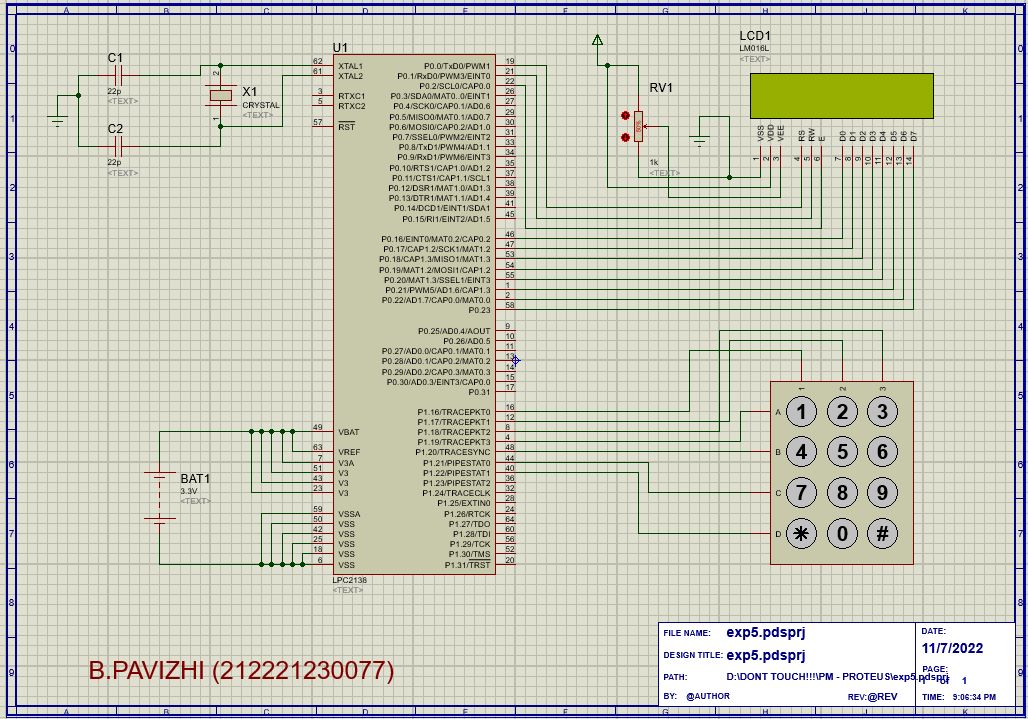 A B C D E F G H J K
0
1
2
3
4
5
6
7
8
9
C1
22p
<TEXT>
C2
22p
<TEXT>
2
1
X1
CRYSTAL
<TEXT>
U1
62 XTAL1
61 XTAL2
3 RTXC1
5 RTXC2
57 RST
49 VBAT
63 VREF
7 V3A
51 V3
43 V3
23 V3
59 VSSA
50 VSS
42 VSS
25 VSS
18 VSS
6 VSS
P0.0/TxD0/PWM1 19
P0.1/RxD0/PWM3/EINT0 21
P0.2/SCL0/CAP0.0 22
P0.3/SDA0/MAT0..0/EINT1 26
P0.4/SCK0/CAP0.1/AD0.6 27
P0.5/MISO0/MAT0.1/AD0.7 29
P0.6/MOSI0/CAP0.2/AD1.0 30
P0.7/SSEL0/PWM2/EINT2 31
P0.8/TxD1/PWM4/AD1.1 33
P0.9/RxD1/PWM6/EINT3 34
P0.10/RTS1/CAP1.0/AD1.2 35
P0.11/CTS1/CAP1.1/SCL1 37
P0.12/DSR1/MAT1.0/AD1.3 38
P0.13/DTR1/MAT1.1/AD1.4 39
P0.14/DCD1/EINT1/SDA1 41
P0.15/RI1/EINT2/AD1.5 45
P0.16/EINT0/MAT0.2/CAP0.2 46
P0.17/CAP1.2/SCK1/MAT1.2 47
P0.18/CAP1.3/MISO1/MAT1.3 53
P0.19/MAT1.2/MOSI1/CAP1.2 54
P0.20/MAT1.3/SSEL1/EINT3 55
P0.21/PWM5/AD1.6/CAP1.3 1
P0.22/AD1.7/CAP0.0/MAT0.0 2
P0.23 58
P0.25/AD0.4/AOUT 9
P0.26/AD0.5 10
P0.27/AD0.0/CAP0.1/MAT0.1 11
P0.28/AD0.1/CAP0.2/MAT0.2 13
P0.29/AD0.2/CAP0.3/MAT0.3 14
P0.30/AD0.3/EINT3/CAP0.0 15
P0.31 17
P1.16/TRACEPKT0 16
P1.17/TRACEPKT1 12
P1.18/TRACEPKT2 8
P1.19/TRACEPKT3 4
P1.20/TRACESYNC 48
P1.21/PIPESTAT0 44
P1.22/PIPESTAT1 40
P1.23/PIPESTAT2 36
P1.24/TRACECLK 32
P1.25/EXTIN0 28
P1.26/RTCK 24
P1.27/TDO 64
P1.28/TDI 60
P1.29/TCK 56
P1.30/TMS 52
P1.31/TRST 20
LPC2138
<TEXT>
BAT1
3.3V
<TEXT>
RV1
50%
1k
<TEXT>
LCD1
LM016L
<TEXT>
VSS VDD VEE RS RW E D0 D1 D2 D3 D4 D5 D6 D7
1 2 3 4 5 6 7 8 9 10 11 12 13 14
1 2 3
A 1 2 3
B 4 5 6
C 7 8 9
D * 0 #
B.PAVIZHI (212221230077)
FILE NAME: exp5.pdsprj
DESIGN TITLE: exp5.pdsprj
PATH: D:\DONT TOUCH!!!\PM - PROTEUS\exp5.pdsprj
BY: @AUTHOR REV:@REV
DATE:
11/7/2022
PAGE:
1 of 1
TIME: 9:06:34 PM
A B C D E F G H J K